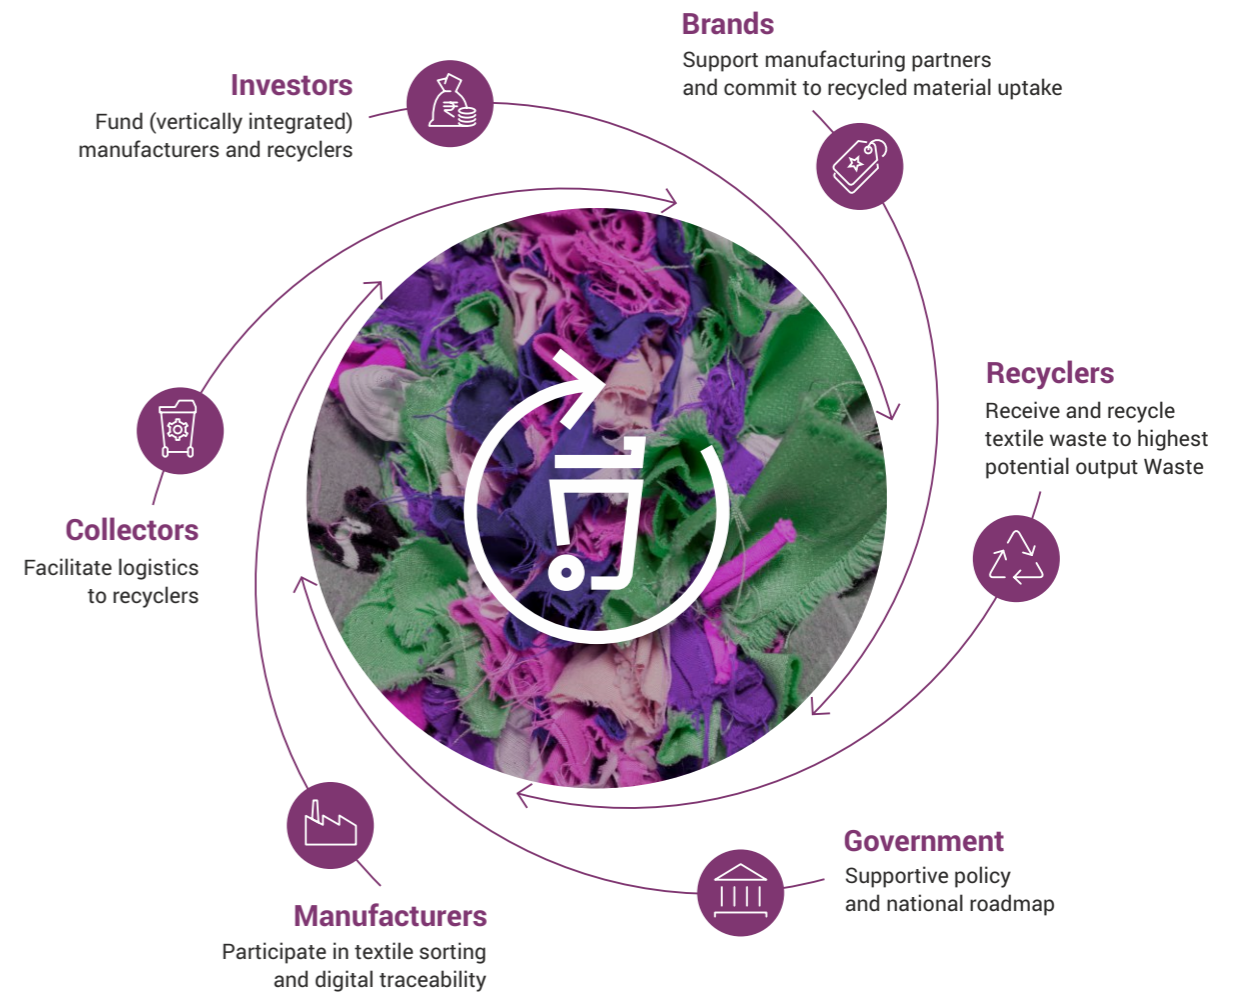 Brands
Support manufacturing partners
and commit to recycled material uptake
Investors
Fund (vertically integrated)
manufacturers and recyclers
Recyclers
Receive and recycle
textile waste to highest
potential output Waste
Collectors
Facilitate logistics
to recyclers
Government
Supportive policy
and national roadmap
Manufacturers
Participate in textile sorting
and digital traceability
₹